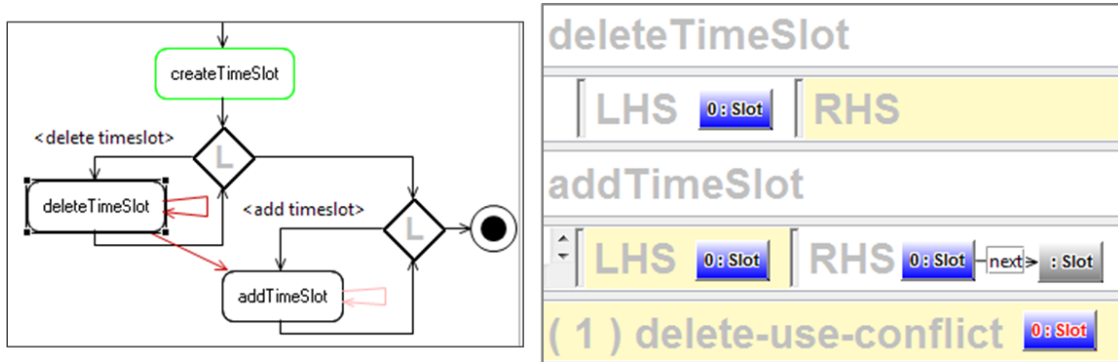 createTimeSlot
<delete timeslot>
L
deleteTimeSlot
<add timeslot>
L
addTimeSlot
deleteTimeSlot
LHS 0 : Slot RHS
addTimeSlot
LHS 0 : Slot RHS 0 : Slot next : Slot
( 1 ) delete-use-conflict 0 : Slot